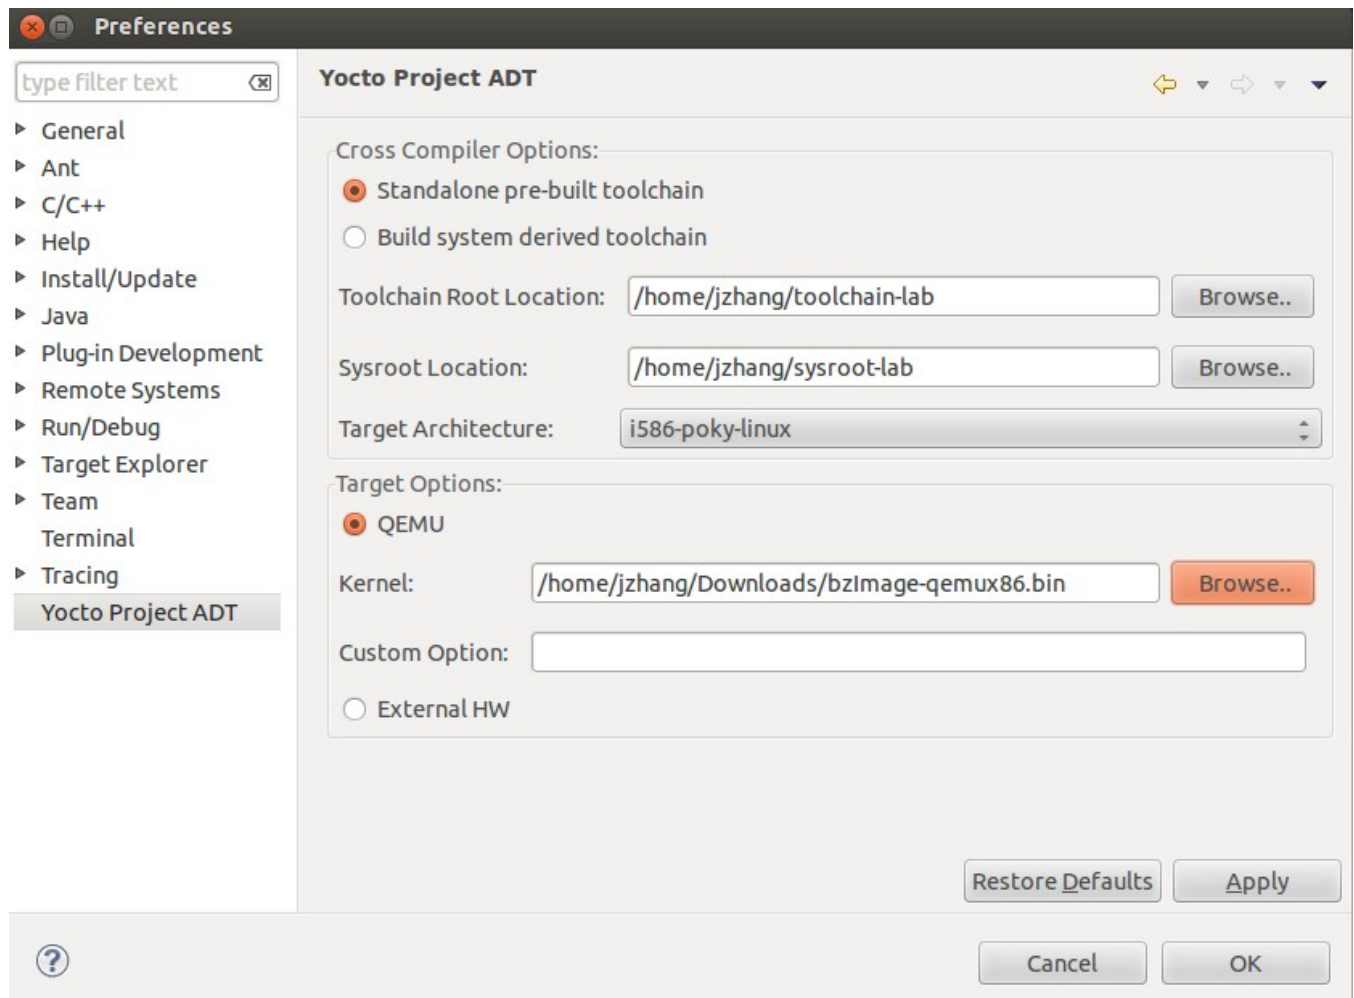 Preferences
type filter text
General
Ant
C/C++
Help
Install/Update
Java
Plug-in Development
Remote Systems
Run/Debug
Target Explorer
Team
Terminal
Tracing
Yocto Project ADT
Yocto Project ADT
Cross Compiler Options:
Standalone pre-built toolchain
Build system derived toolchain
Toolchain Root Location: /home/jzhang/toolchain-lab Browse..
Sysroot Location: /home/jzhang/sysroot-lab Browse..
Target Architecture: i586-poky-linux
Target Options:
QEMU
Kernel: /home/jzhang/Downloads/bzImage-qemux86.bin Browse..
Custom Option:
External HW
Restore Defaults Apply
? Cancel OK